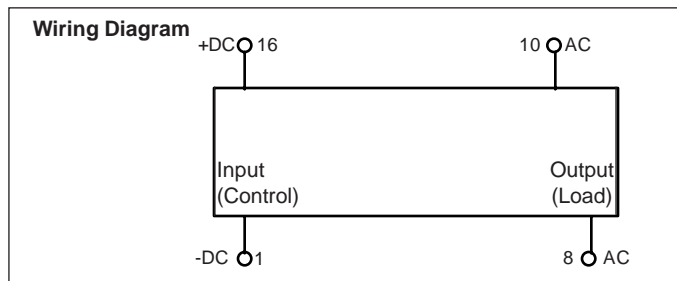 Wiring Diagram
+DC 16
10 AC
Input
(Control)
Output
(Load)
-DC 1
8 AC